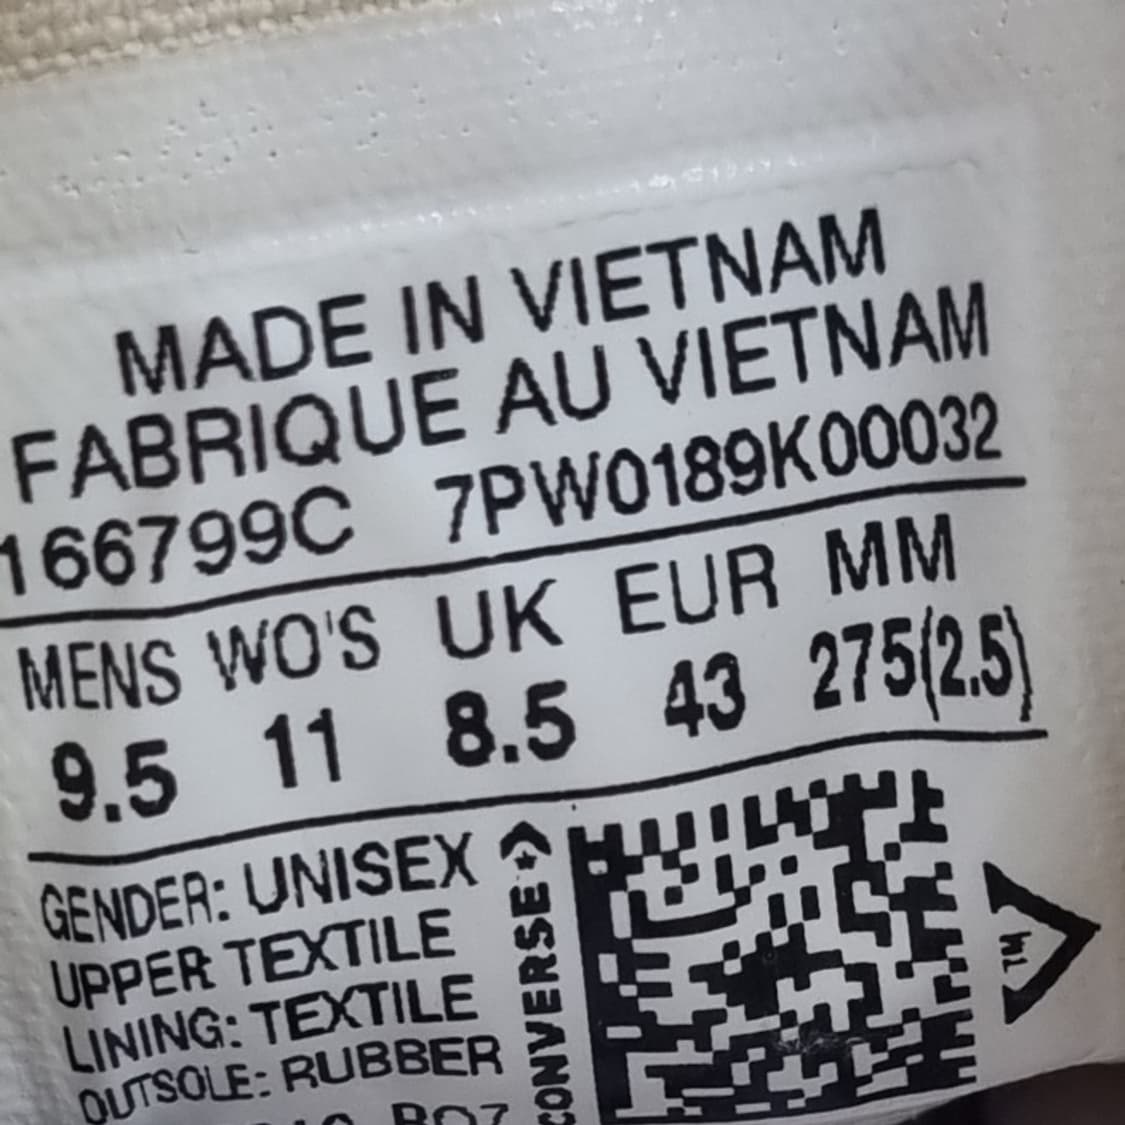 MADE IN VIETNAM
FABRIQUE AU VIETNAM
166799C 7PW0189K00032
MENS WO'S UK EUR MM
9.5 11 8.5 43 275(2.5)
GENDER: UNISEX
UPPER TEXTILE
LINING: TEXTILE
OUTSOLE: RUBBER
CONVERSE
TM